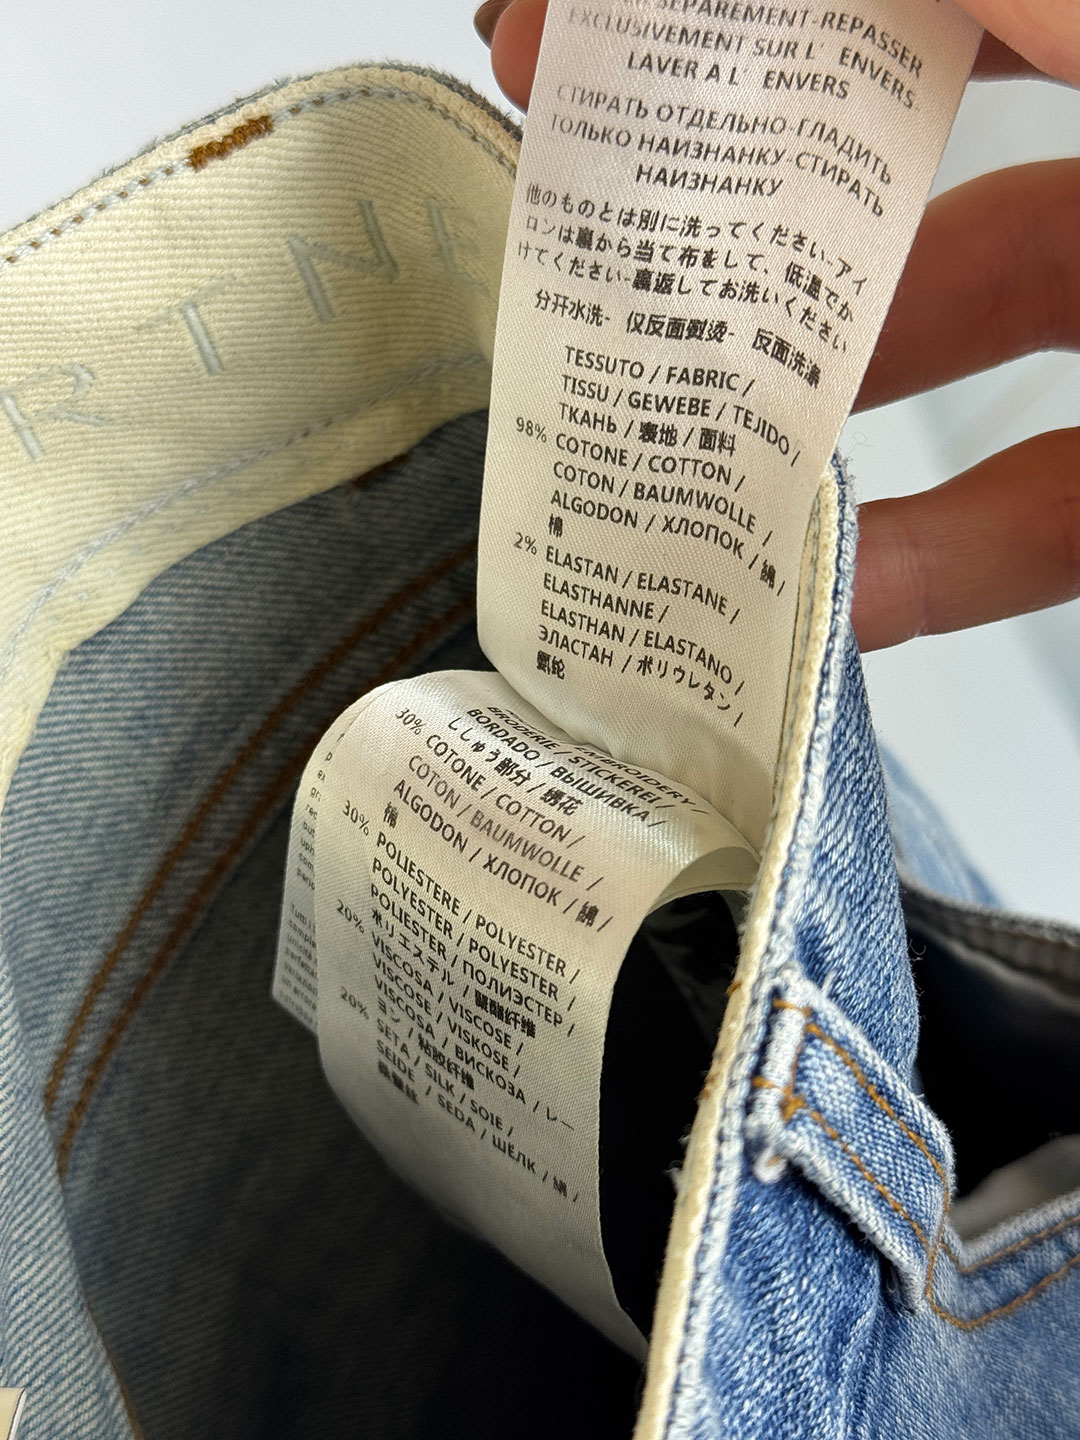 SEPAREMENT-REPASSER
EXCLUSIVEMENT SUR L' ENVERS
LAVER A L' ENVERS
СТИРАТЬ ОТДЕЛЬНО-ГЛАДИТЬ
ТОЛЬКО НАИЗНАНКУ-СТИРАТЬ
НАИЗНАНКУ
他のものとは別に洗ってください-アイ
ロンは裏から当て布をして、低温でか
けてください-裏返してお洗いください
分开水洗- 仅反面熨烫- 反面洗涤
TESSUTO / FABRIC /
TISSU / GEWEBE / TEJIDO /
ТКАНЬ / 表地 / 面料
98% COTONE / COTTON /
COTON / BAUMWOLLE /
ALGODON / ХЛОПОК / 綿 /
棉
2% ELASTAN / ELASTANE /
ELASTHANNE /
ELASTHAN / ELASTANO /
ЭЛАСТАН / ポリウレタン /
氨纶
EMBROIDERY
BRODERIE / STICKEREI /
BORDADO / ВЫШИВКА /
ししゅう部分 / 绣花
30% COTONE / COTTON /
COTON / BAUMWOLLE /
ALGODON / ХЛОПОК / 綿 /
棉
30% POLIESTERE / POLYESTER /
POLYESTER / POLYESTER /
POLIESTER / ПОЛИЭСТЕР /
ポリエステル / 聚酯纤维
20% VISCOSA / VISCOSE /
VISCOSE / VISKOSE /
VISCOSA / ВИСКОЗА / レー
ヨン / 粘胶纤维
20% SETA / SILK / SOIE /
SEIDE / SEDA / ШЁЛК / 絹 /
RTNE